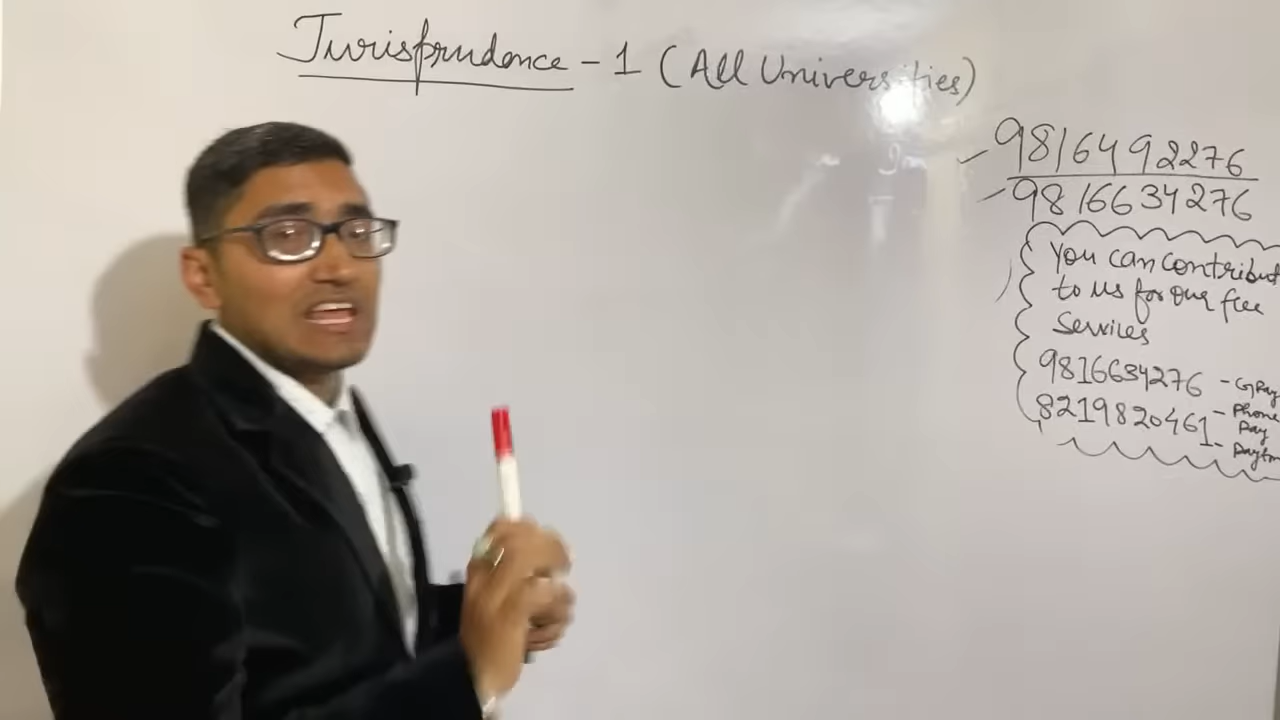 Jurisprudence - 1 (All Universities)
9816492276
9816634276
You can contribut
to us for our free
Services
9816634276 - GPay
8219820461 - Phone
Pay
- Paytm